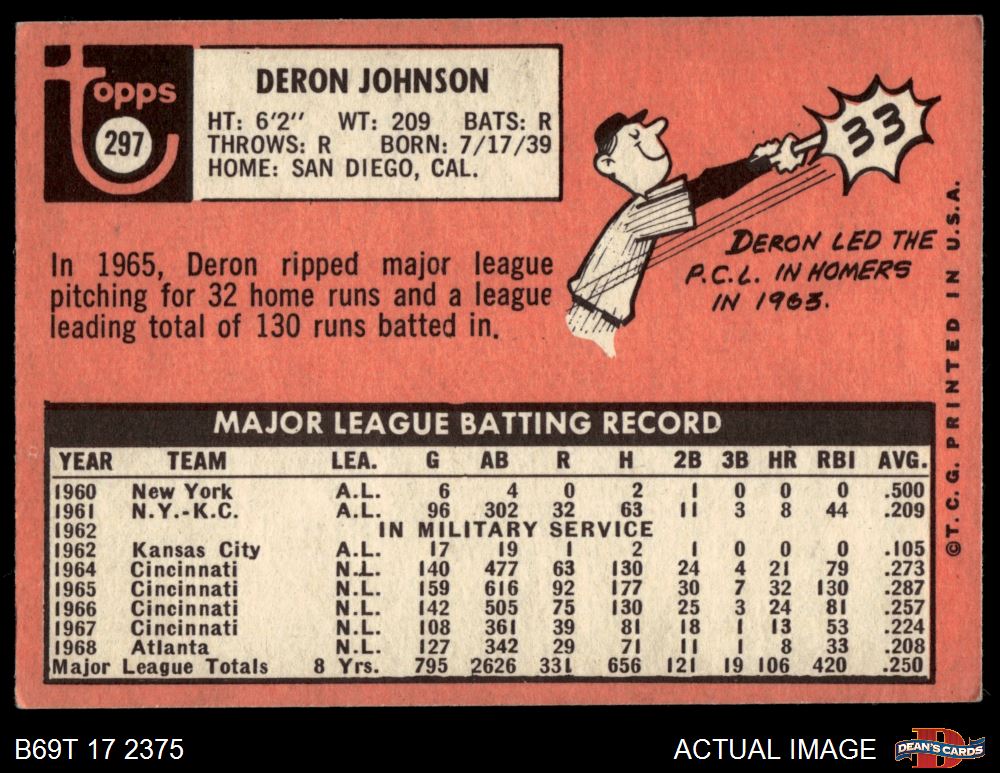 topps
297
DERON JOHNSON
HT: 6'2" WT: 209 BATS: R
THROWS: R BORN: 7/17/39
HOME: SAN DIEGO, CAL.
33
DERON LED THE
P.C.L. IN HOMERS
IN 1963.
In 1965, Deron ripped major league
pitching for 32 home runs and a league
leading total of 130 runs batted in.
MAJOR LEAGUE BATTING RECORD
YEAR TEAM LEA. G AB R H 2B 3B HR RBI AVG.
1960 New York A.L. 6 4 0 2 1 0 0 0 .500
1961 N.Y.-K.C. A.L. 96 302 32 63 11 3 8 44 .209
1962 IN MILITARY SERVICE
1962 Kansas City A.L. 17 19 1 2 1 0 0 0 .105
1964 Cincinnati N.L. 140 477 63 130 24 4 21 79 .273
1965 Cincinnati N.L. 159 616 92 177 30 7 32 130 .287
1966 Cincinnati N.L. 142 505 75 130 25 3 24 81 .257
1967 Cincinnati N.L. 108 361 39 81 18 1 13 53 .224
1968 Atlanta N.L. 127 342 29 71 11 1 8 33 .208
Major League Totals 8 Yrs. 795 2626 331 656 121 19 106 420 .250
©T.C.G. PRINTED IN U.S.A.
B69T 17 2375
ACTUAL IMAGE
D
DEAN'S CARDS